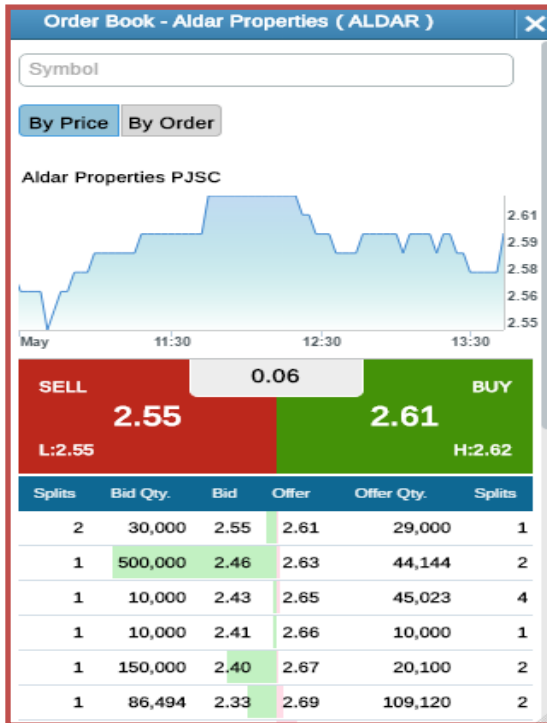 Order Book - Aldar Properties ( ALDAR ) X
Symbol
By Price By Order
Aldar Properties PJSC
2.61
2.59
2.58
2.56
2.55
May 11:30 12:30 13:30
0.06
SELL BUY
2.55 2.61
L:2.55 H:2.62
Splits Bid Qty. Bid Offer Offer Qty. Splits
2 30,000 2.55 2.61 29,000 1
1 500,000 2.46 2.63 44,144 2
1 10,000 2.43 2.65 45,023 4
1 10,000 2.41 2.66 10,000 1
1 150,000 2.40 2.67 20,100 2
1 86,494 2.33 2.69 109,120 2